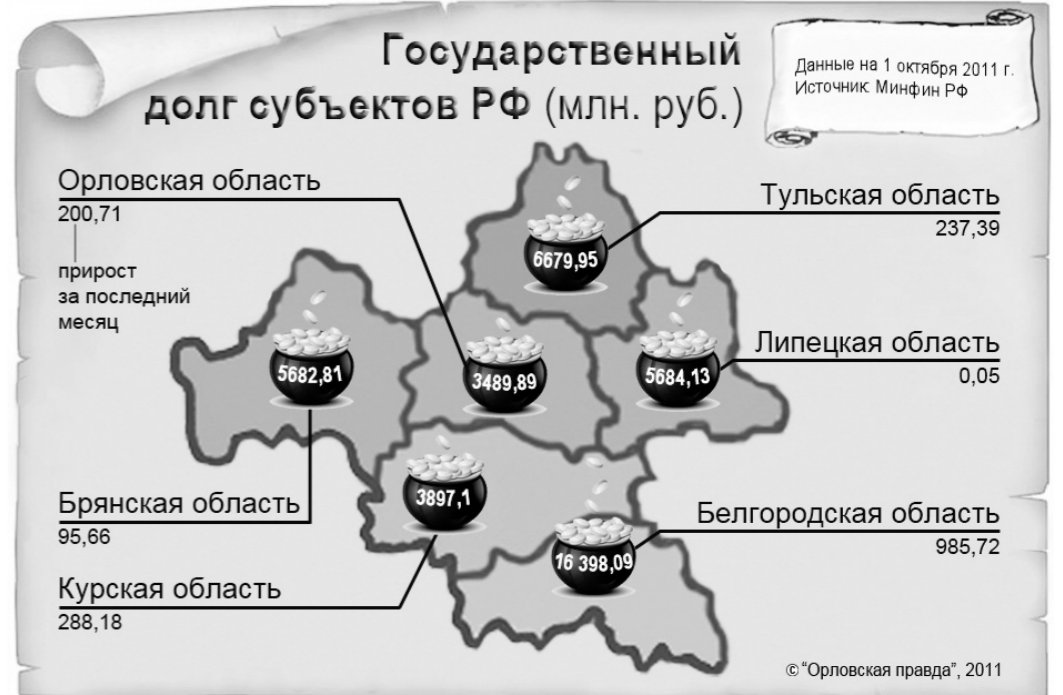 Государственный
долг субъектов РФ (млн. руб.)
Данные на 1 октября 2011 г.
Источник: Минфин РФ
Орловская область
200,71
прирост
за последний
месяц
Тульская область
237,39
6679,95
Липецкая область
0,05
5682,81
3489,89
5684,13
Брянская область
95,66
3897,1
Белгородская область
985,72
16 398,09
Курская область
288,18
© "Орловская правда", 2011